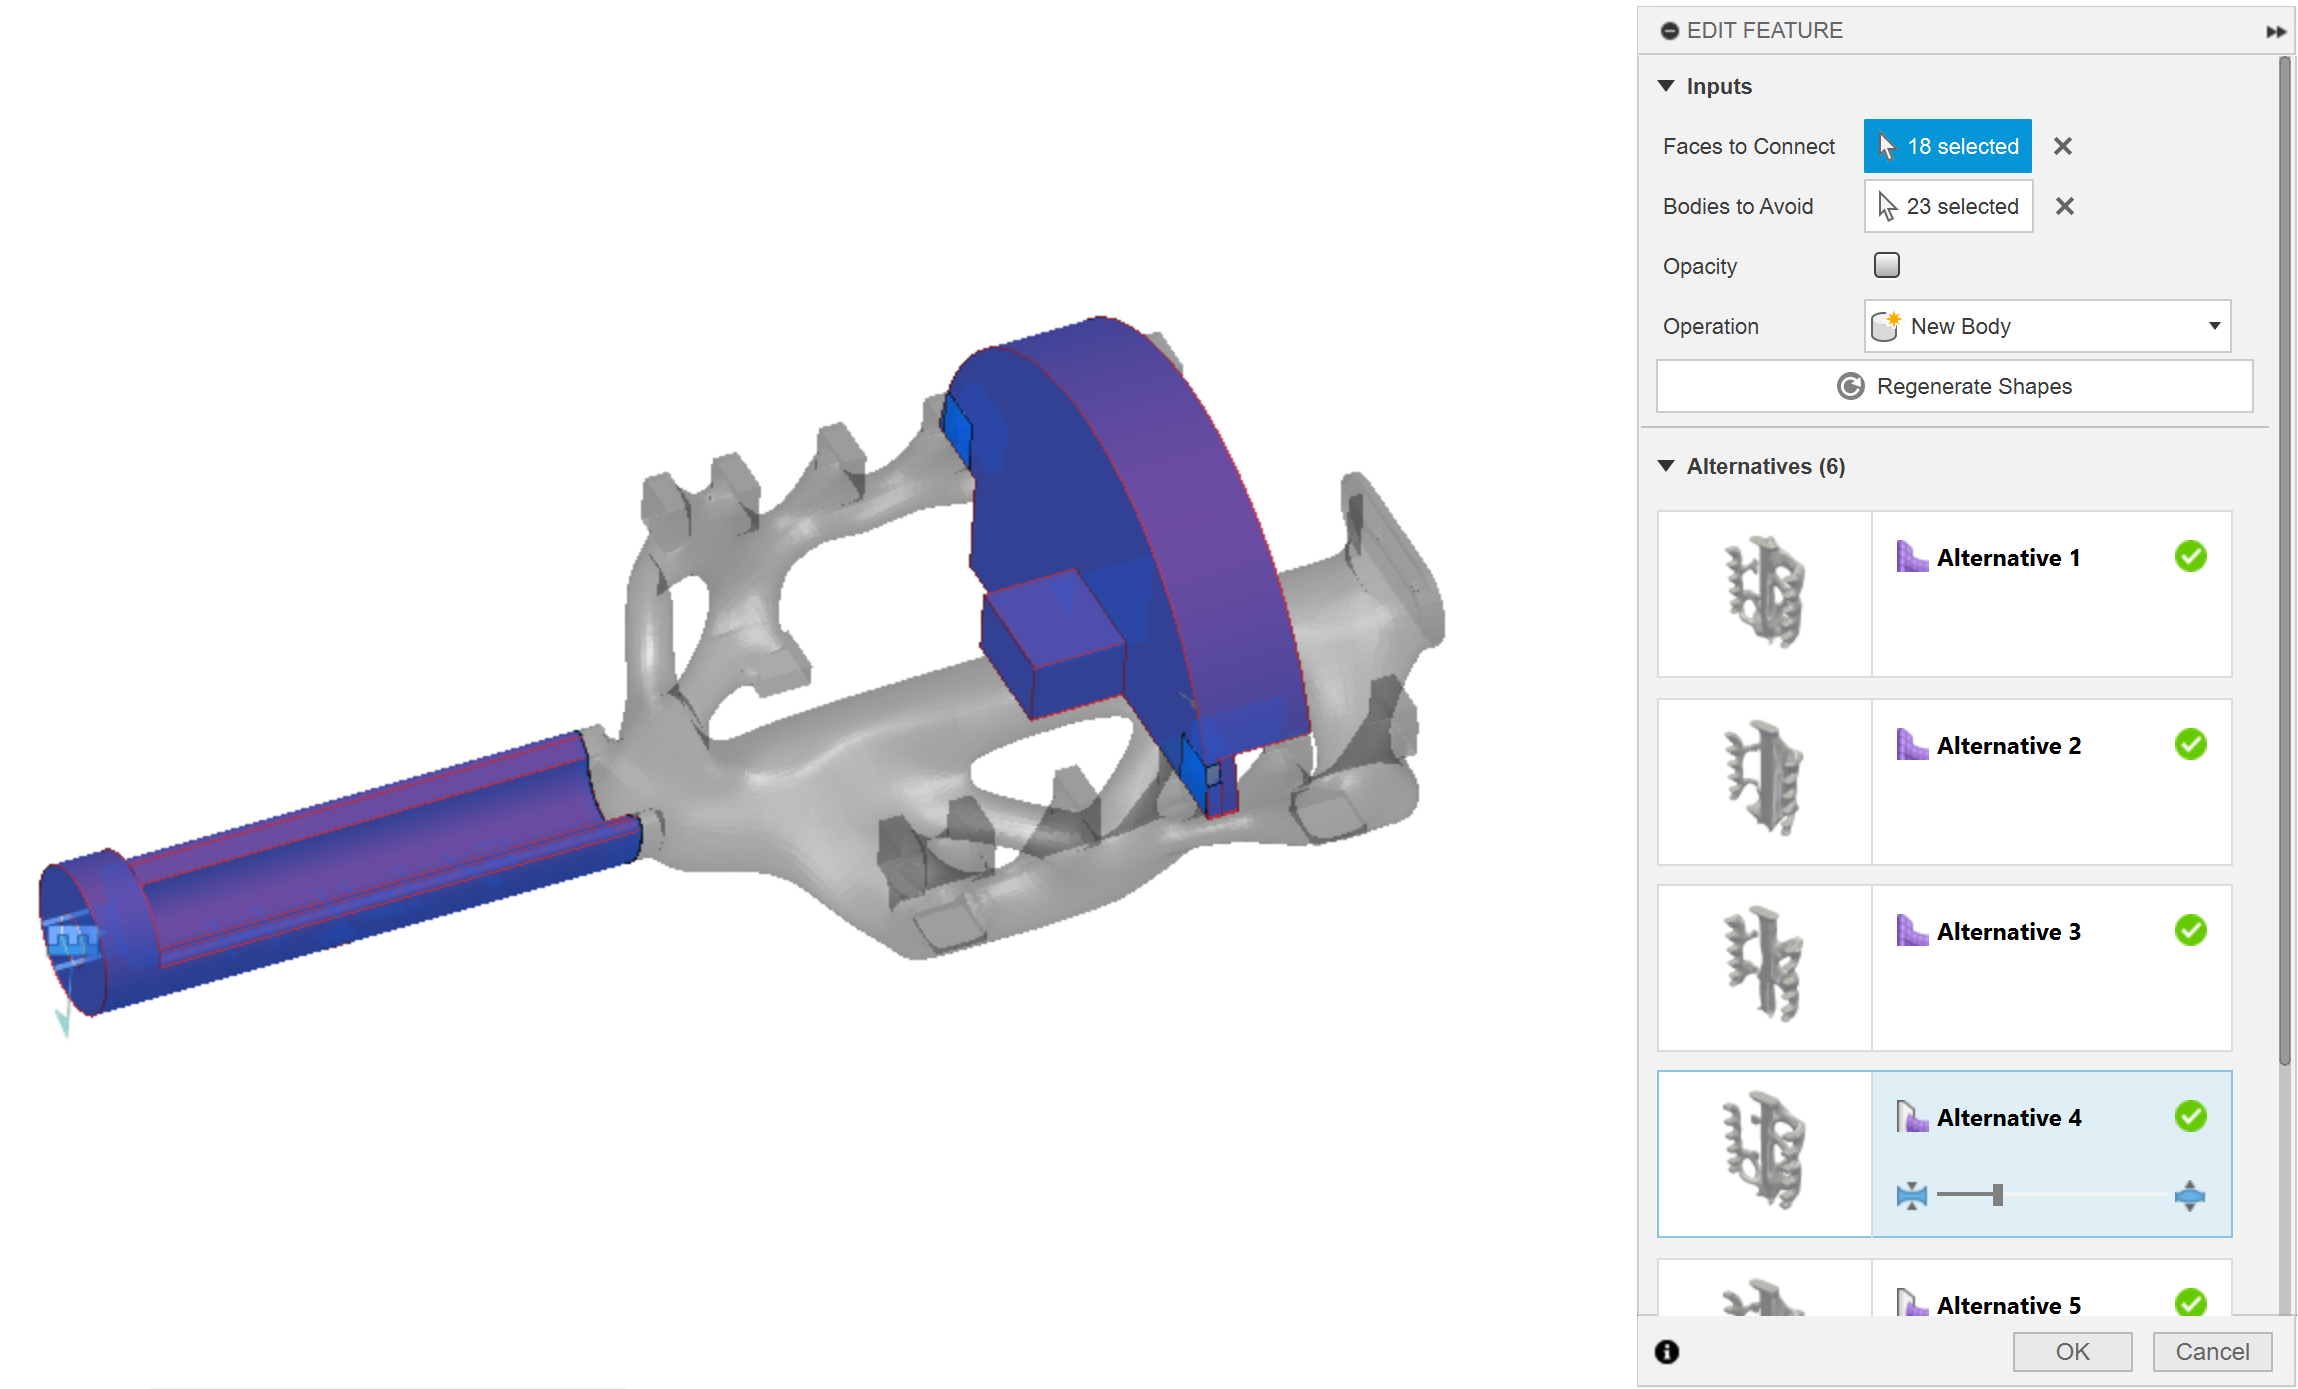 EDIT FEATURE
Inputs
Faces to Connect 18 selected
Bodies to Avoid 23 selected
Opacity
Operation New Body
Regenerate Shapes
Alternatives (6)
Alternative 1
Alternative 2
Alternative 3
Alternative 4
Alternative 5
OK Cancel